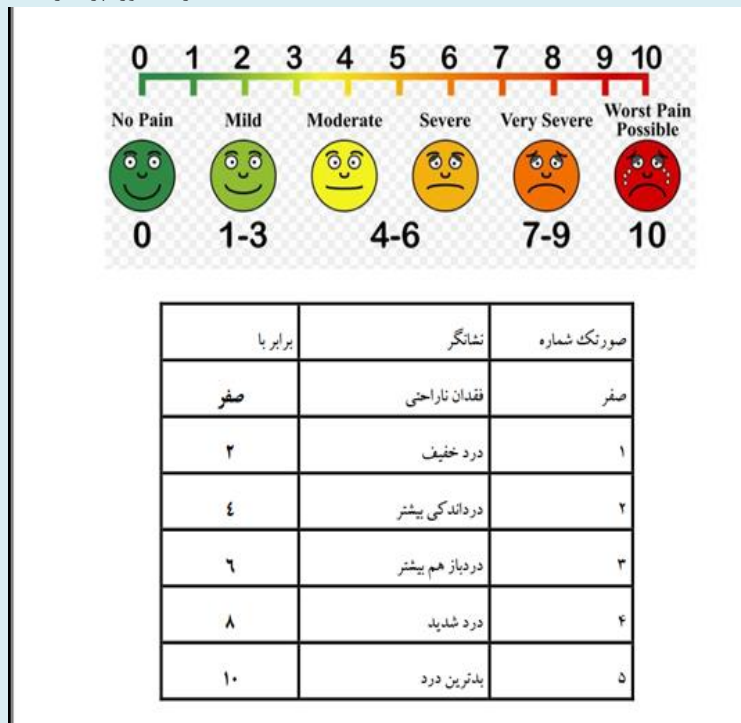 0 1 2 3 4 5 6 7 8 9 10
No Pain Mild Moderate Severe Very Severe Worst Pain Possible
0 1-3 4-6 7-9 10
صورتک شماره نشانگر برابر با
صفر فقدان ناراحتی صفر
۱ درد خفیف ۲
۲ درداندکی بیشتر ٤
۳ دردباز هم بیشتر ٦
۴ درد شدید ۸
۵ بدترین درد ۱۰